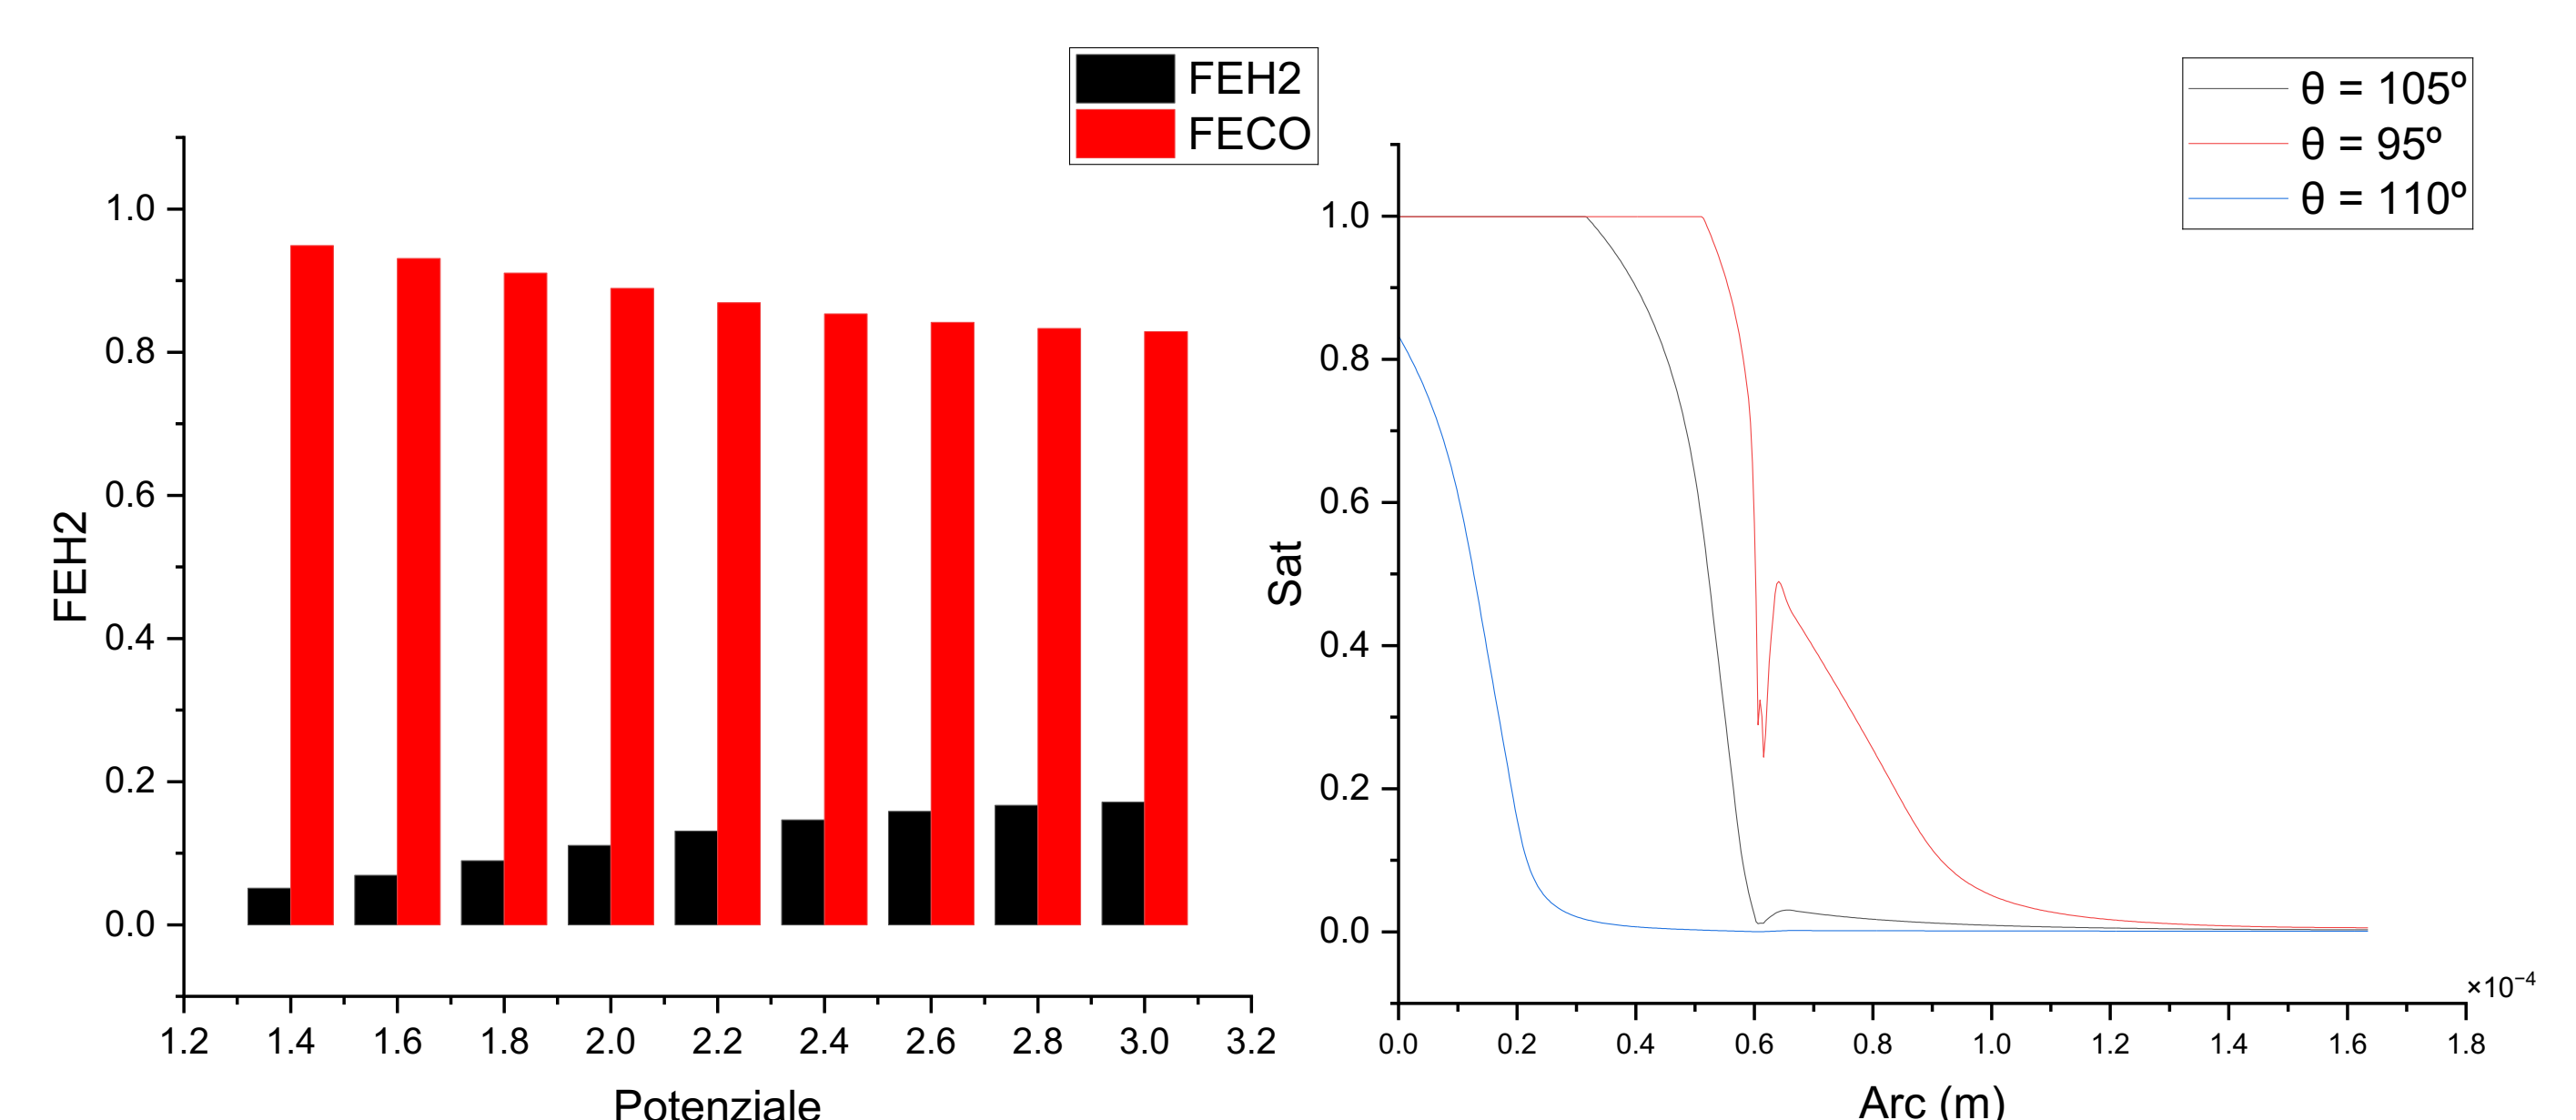 FEH2
FECO
1.0
0.8
0.6
0.4
0.2
0.0
FEH2
1.2 1.4 1.6 1.8 2.0 2.2 2.4 2.6 2.8 3.0 3.2
Potenziale
θ = 105º
θ = 95º
θ = 110º
1.0
0.8
0.6
0.4
0.2
0.0
Sat
×10⁻⁴
0.0 0.2 0.4 0.6 0.8 1.0 1.2 1.4 1.6 1.8
Arc (m)